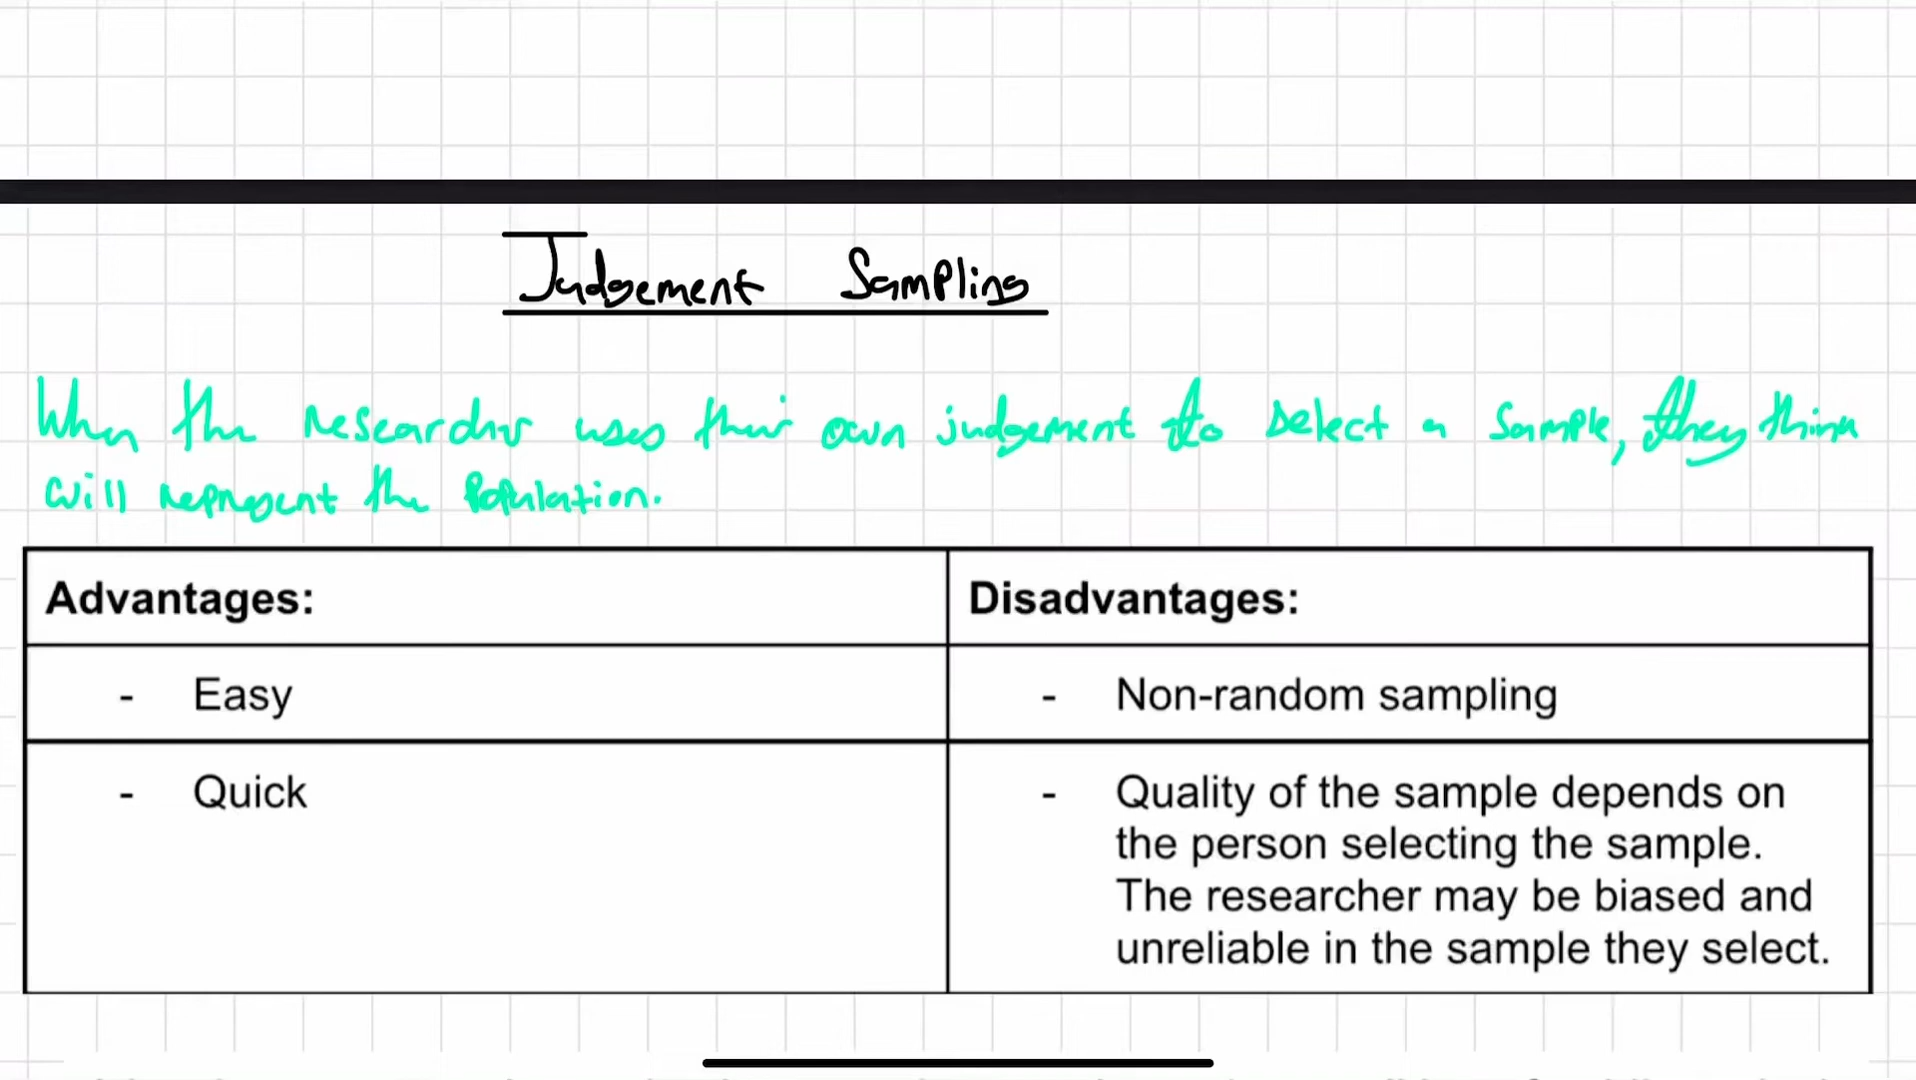 Judgement Sampling
When the researcher uses their own judgement to select a sample, they think
will represent the population.
Advantages:
Disadvantages:
- Easy
- Non-random sampling
- Quick
- Quality of the sample depends on
the person selecting the sample.
The researcher may be biased and
unreliable in the sample they select.